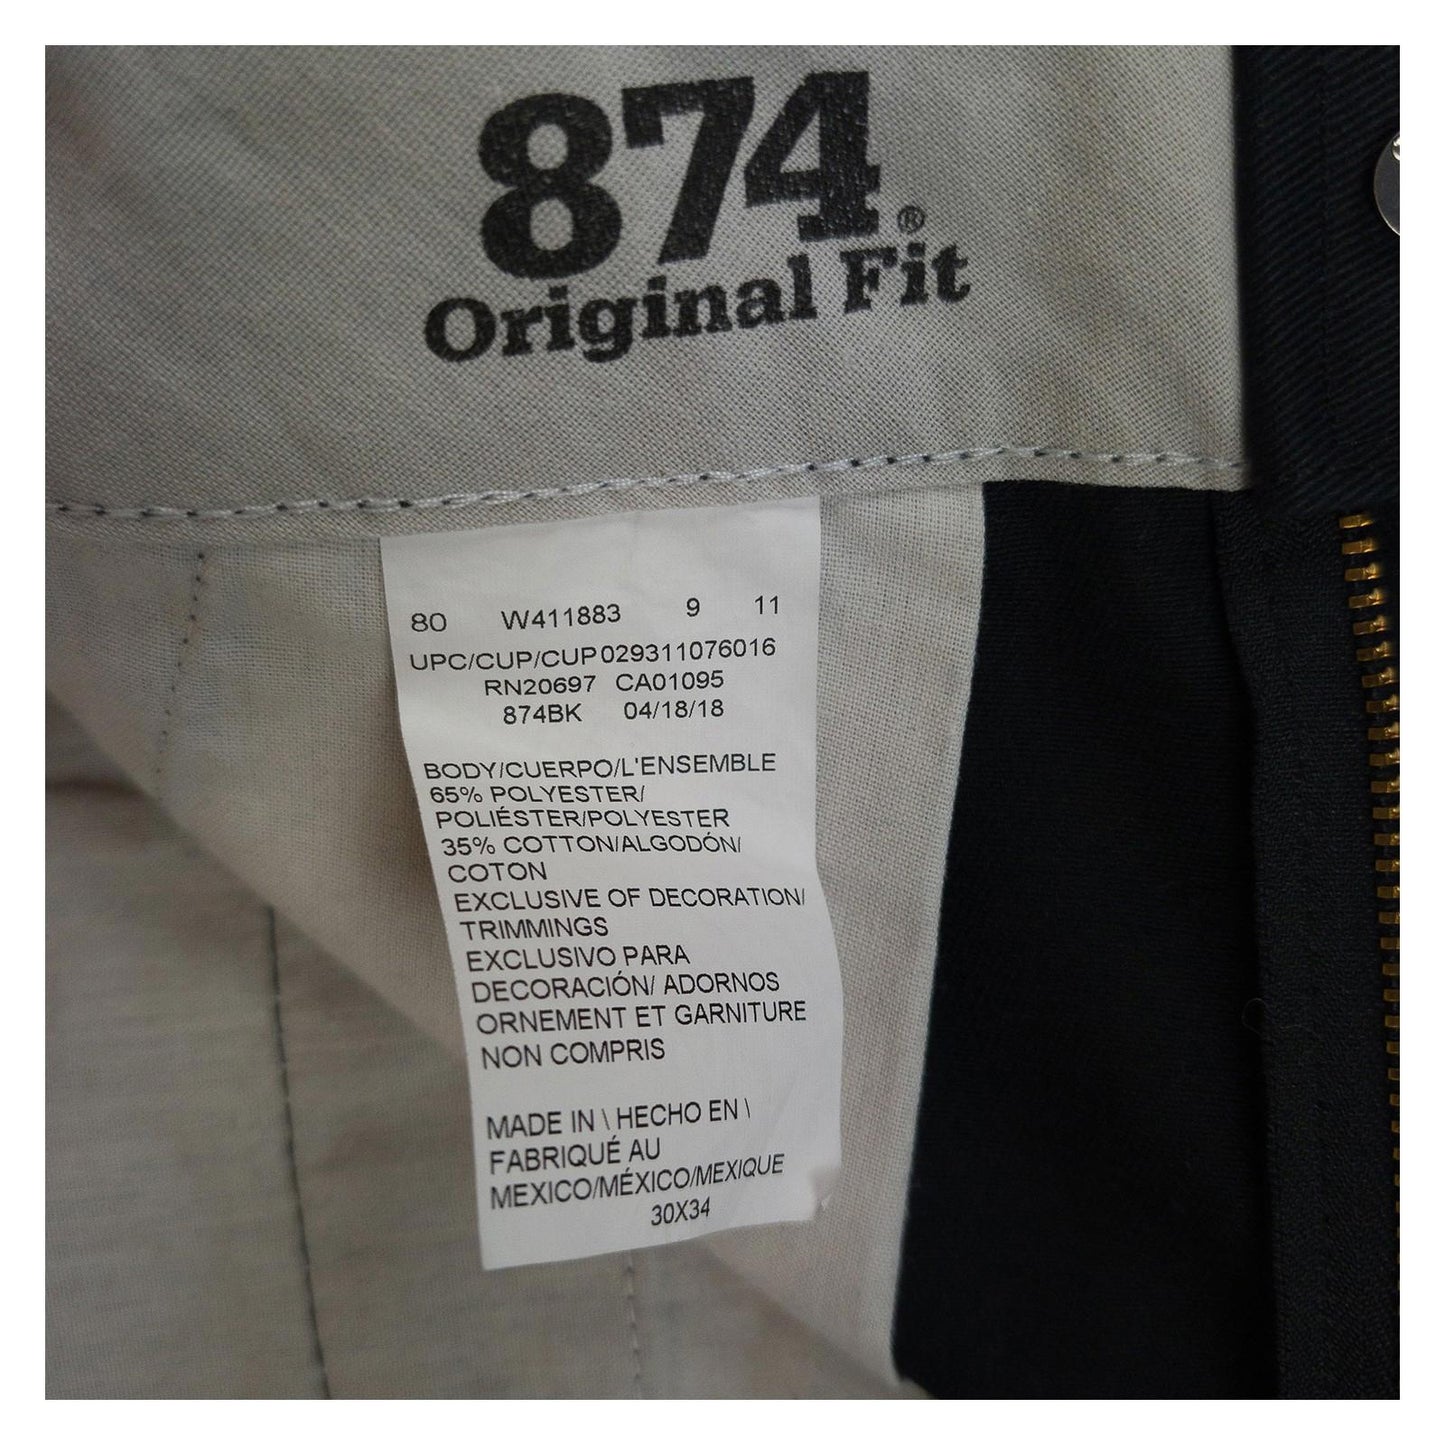 874®
Original Fit
80 W411883 9 11
UPC/CUP/CUP029311076016
RN20697 CA01095
874BK 04/18/18
BODY/CUERPO/L'ENSEMBLE
65% POLYESTER/
POLIÉSTER/POLYESTER
35% COTTON/ALGODÓN/
COTON
EXCLUSIVE OF DECORATION/
TRIMMINGS
EXCLUSIVO PARA
DECORACIÓN/ ADORNOS
ORNEMENT ET GARNITURE
NON COMPRIS
MADE IN \ HECHO EN \
FABRIQUÉ AU
MEXICO/MÉXICO/MEXIQUE
30X34